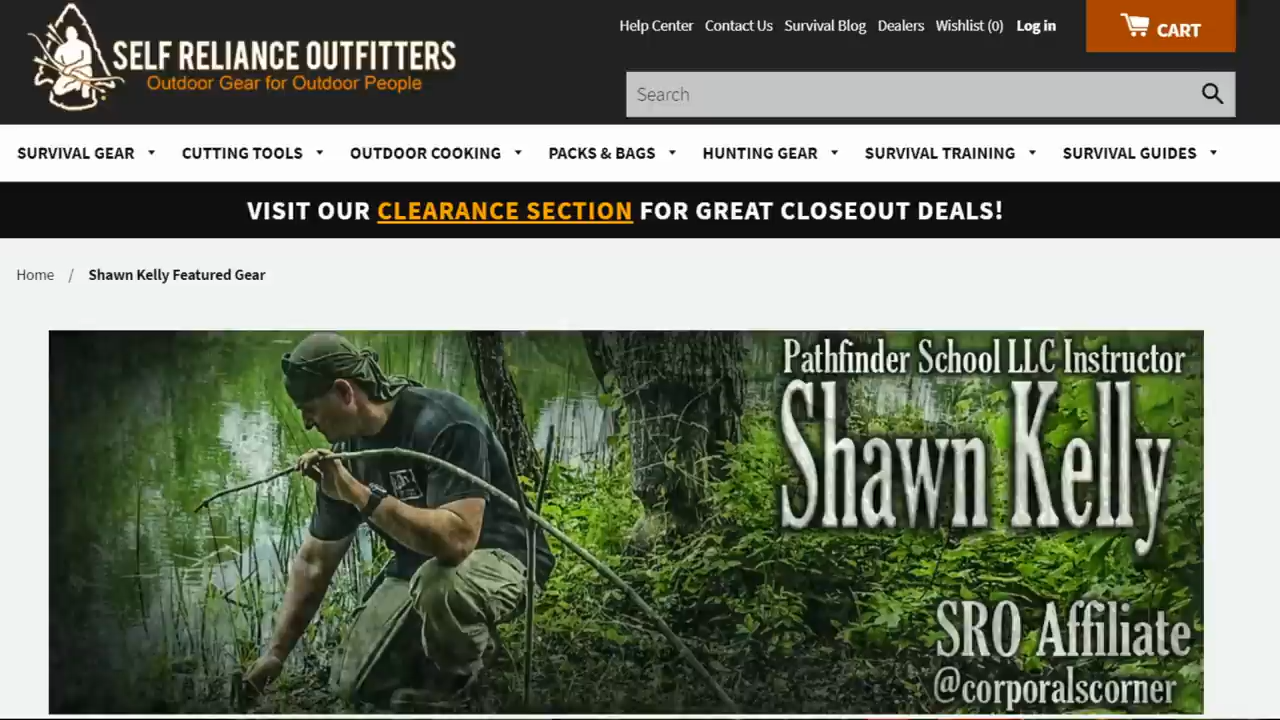 SELF RELIANCE OUTFITTERS
Outdoor Gear for Outdoor People
Help Center Contact Us Survival Blog Dealers Wishlist (0) Log in
CART
Search
SURVIVAL GEAR CUTTING TOOLS OUTDOOR COOKING PACKS & BAGS HUNTING GEAR SURVIVAL TRAINING SURVIVAL GUIDES
VISIT OUR CLEARANCE SECTION FOR GREAT CLOSEOUT DEALS!
Home / Shawn Kelly Featured Gear
Pathfinder School LLC Instructor
Shawn Kelly
SRO Affiliate
@corporalscorner